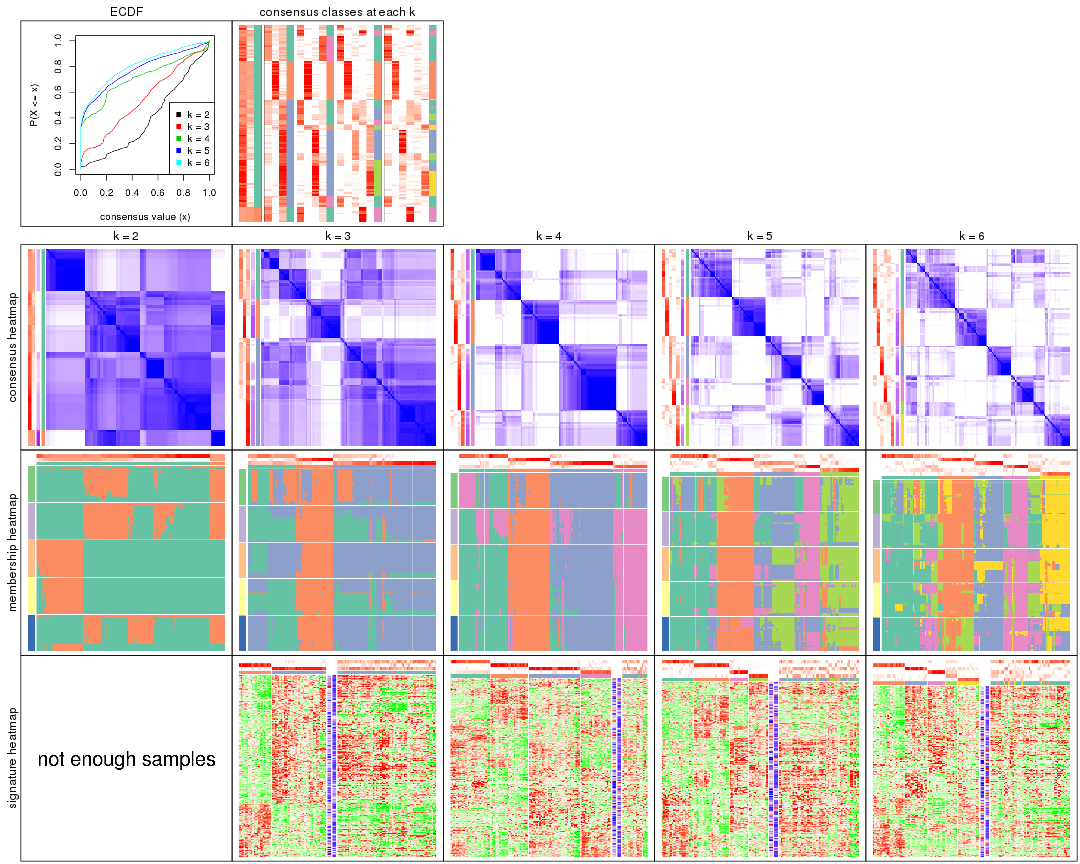 ECDF
consensus classes at each k
P(X <= x)
0.0 0.2 0.4 0.6 0.8 1.0
k = 2
k = 3
k = 4
k = 5
k = 6
0.0 0.2 0.4 0.6 0.8 1.0
consensus value (x)
k = 2
k = 3
k = 4
k = 5
k = 6
consensus heatmap
membership heatmap
signature heatmap
not enough samples